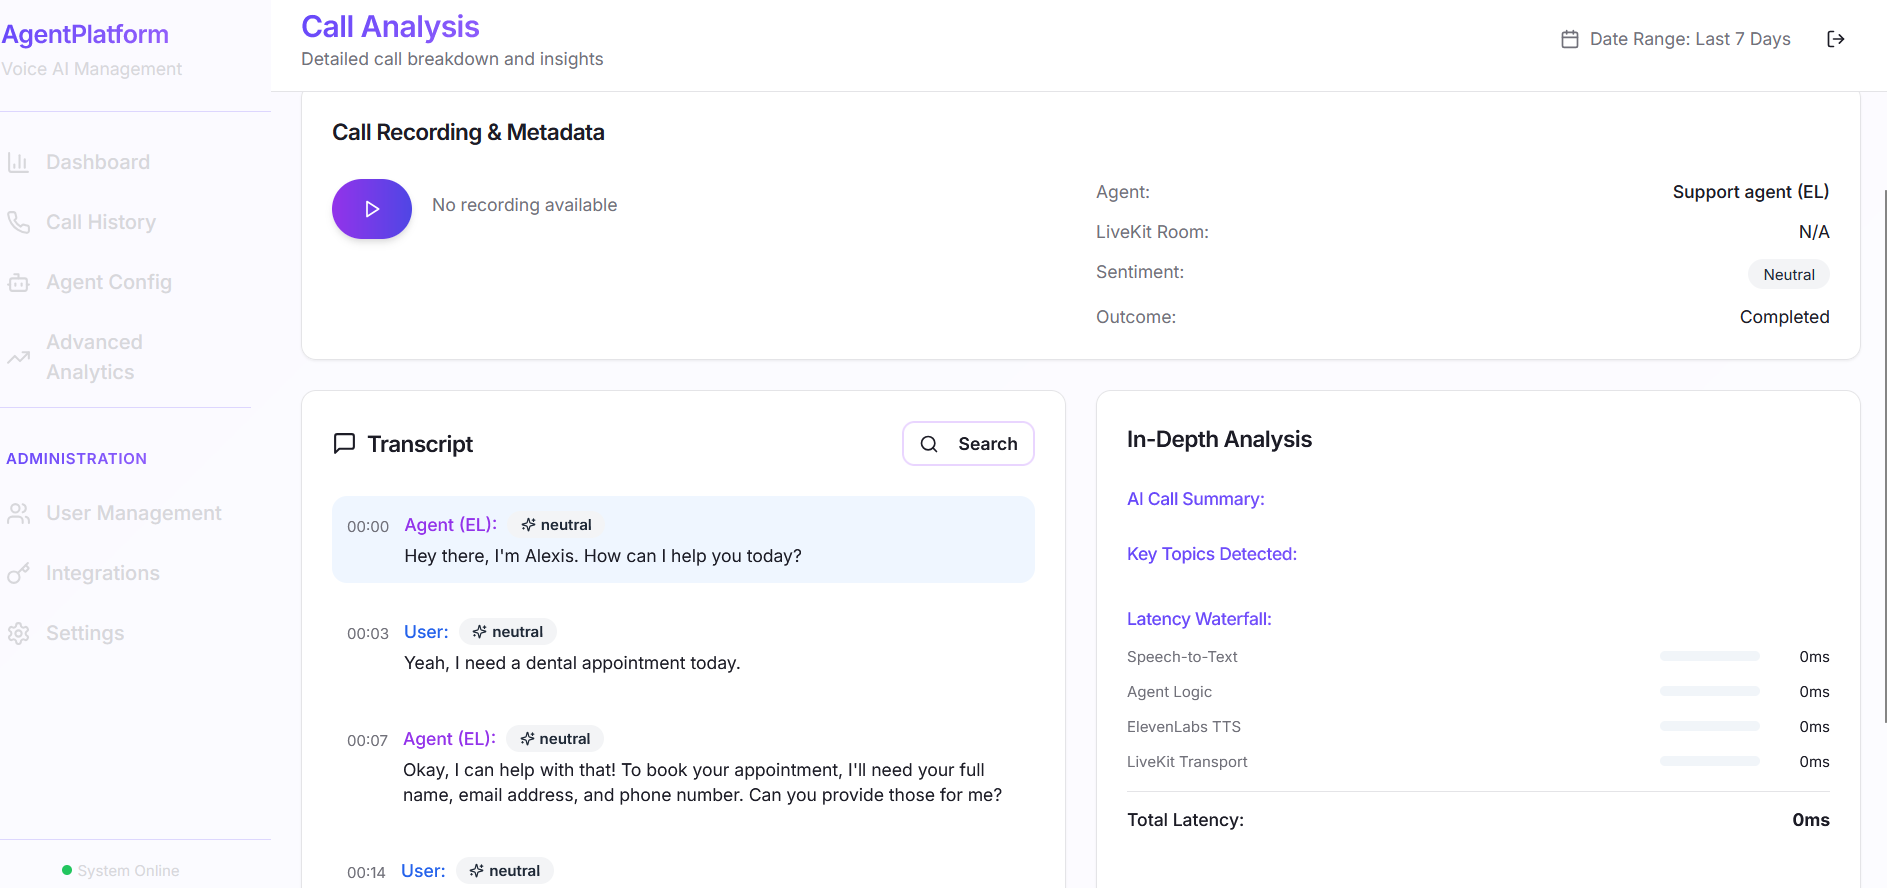 AgentPlatform
Voice AI Management
Dashboard
Call History
Agent Config
Advanced
Analytics
ADMINISTRATION
User Management
Integrations
Settings
System Online
Call Analysis
Detailed call breakdown and insights
Date Range: Last 7 Days
Call Recording & Metadata
No recording available
Agent: Support agent (EL)
LiveKit Room: N/A
Sentiment: Neutral
Outcome: Completed
Transcript
Search
00:00 Agent (EL): neutral
Hey there, I'm Alexis. How can I help you today?
00:03 User: neutral
Yeah, I need a dental appointment today.
00:07 Agent (EL): neutral
Okay, I can help with that! To book your appointment, I'll need your full
name, email address, and phone number. Can you provide those for me?
00:14 User: neutral
In-Depth Analysis
AI Call Summary:
Key Topics Detected:
Latency Waterfall:
Speech-to-Text 0ms
Agent Logic 0ms
ElevenLabs TTS 0ms
LiveKit Transport 0ms
Total Latency: 0ms